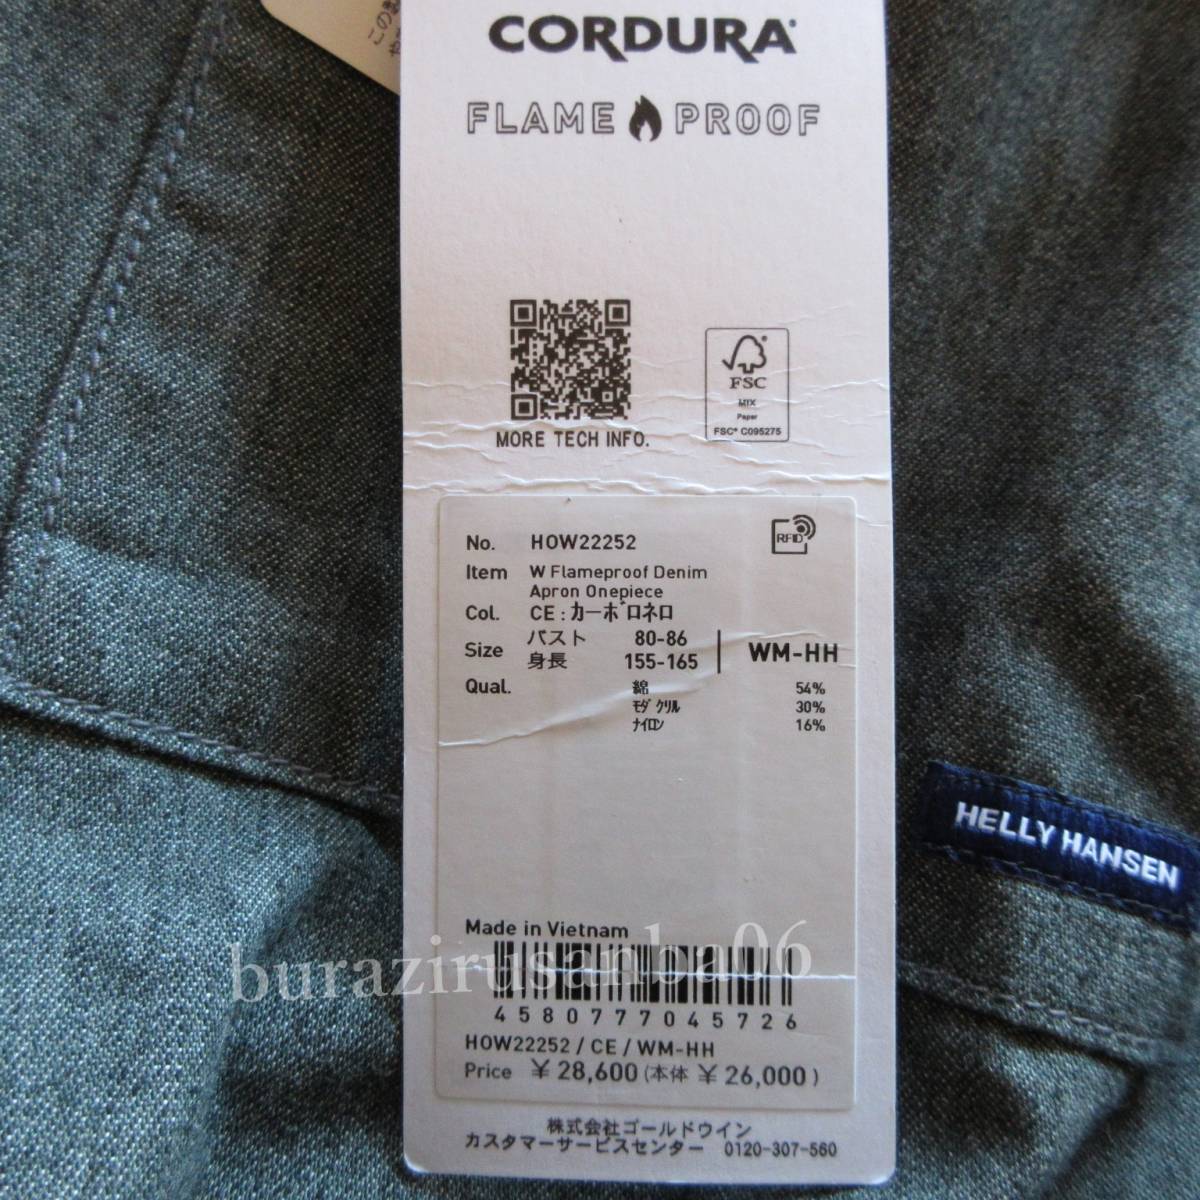 CORDURA®
FLAME PROOF
MORE TECH INFO.
FSC
MIX
Paper
FSC® C095275
RFID
No. HOW22252
Item W Flameproof Denim
Apron Onepiece
Col. CE : カーボロネロ
Size バスト 80-86
身長 155-165
WM-HH
Qual. 綿 54%
ﾓﾀﾞｸﾘﾙ 30%
ﾅｲﾛﾝ 16%
HELLY HANSEN
Made in Vietnam
burazirusanba06
4580777045726
HOW22252 / CE / WM-HH
Price ¥ 28,600 (本体 ¥ 26,000 )
株式会社ゴールドウイン
カスタマーサービスセンター 0120-307-560